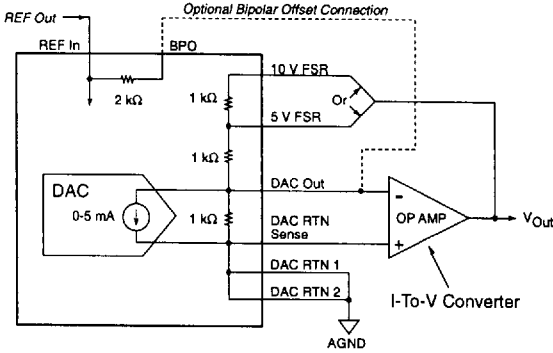 Optional Bipolar Offset Connection
REF Out
REF In
BPO
10 V FSR
2 kΩ
1 kΩ
Or
5 V FSR
1 kΩ
DAC
DAC Out
0-5 mA
1 kΩ
DAC RTN
Sense
-
OP AMP
+
VOut
DAC RTN 1
DAC RTN 2
I-To-V Converter
AGND